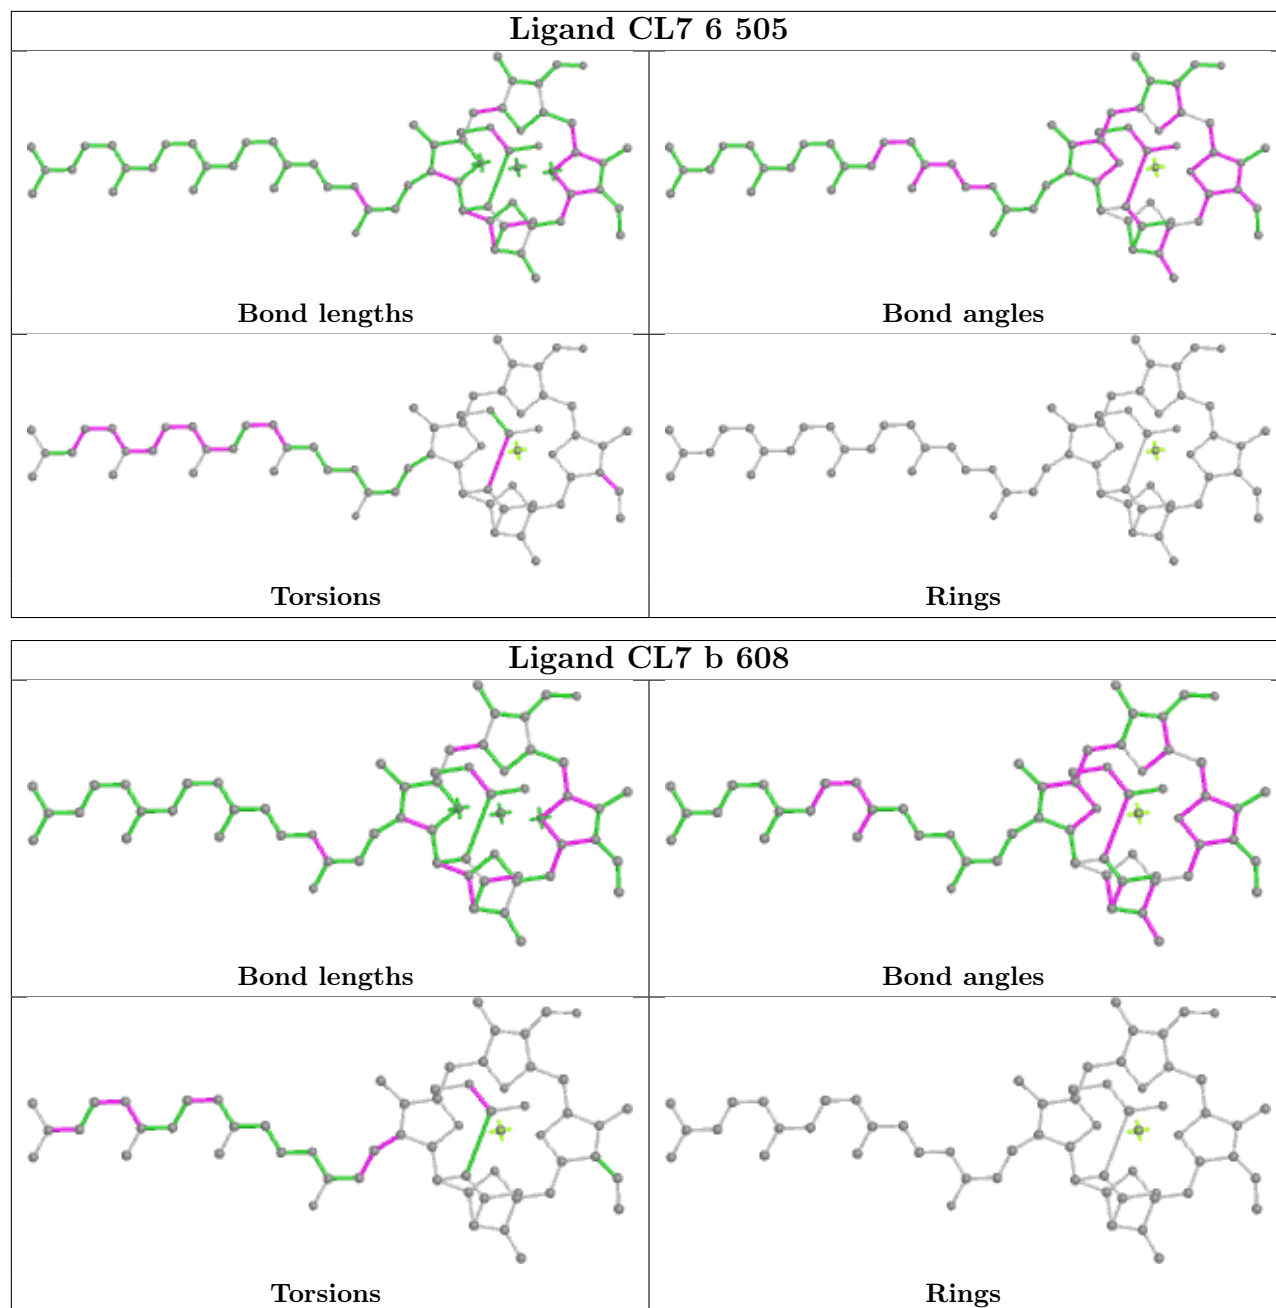 Ligand CL7 6 505
Bond lengths
Bond angles
Torsions
Rings
Ligand CL7 b 608
Bond lengths
Bond angles
Torsions
Rings